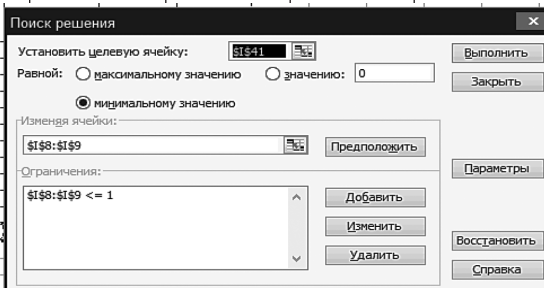 Поиск решения
Установить целевую ячейку: $I$41 Выполнить
Равной: максимальному значению значению: 0 Закрыть
минимальному значению
Изменяя ячейки:
$I$8:$I$9 Предположить
Ограничения: Параметры
$I$8:$I$9 <= 1 Добавить
Изменить
Восстановить
Удалить
Справка